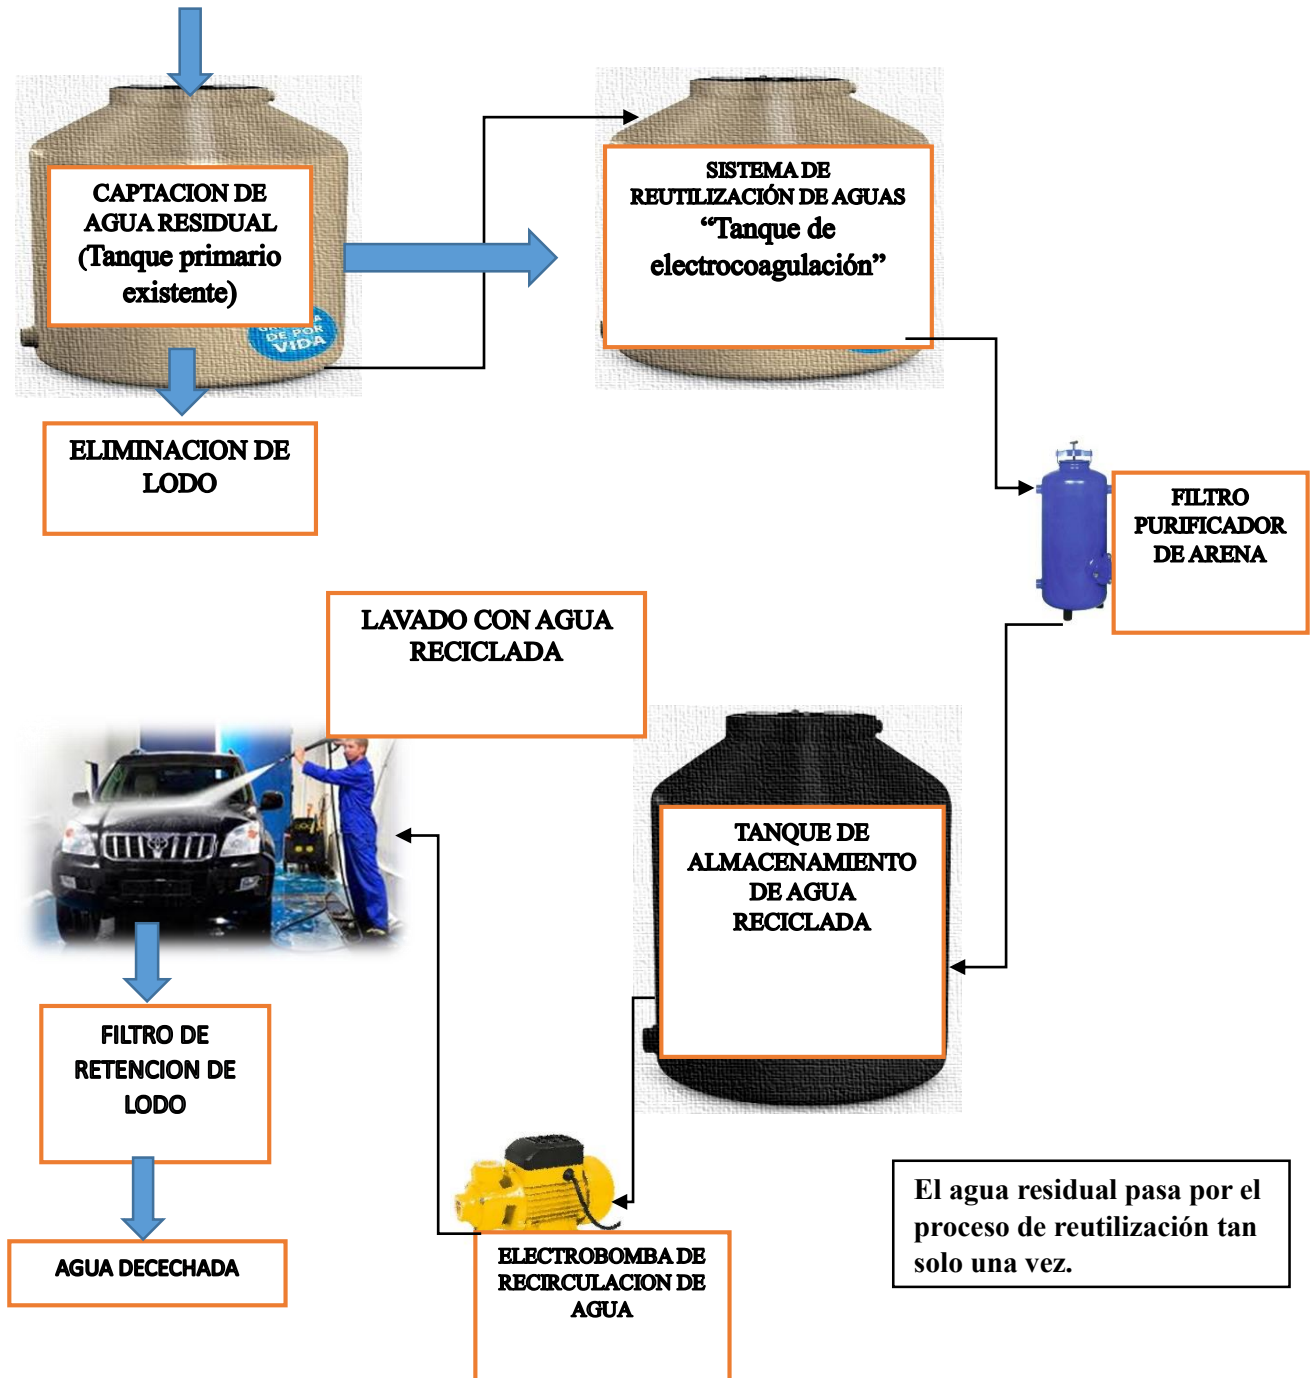 CAPTACION DE
AGUA RESIDUAL
(Tanque primario
existente)
DE POR
VIDA
SISTEMA DE
REUTILIZACIÓN DE AGUAS
“Tanque de
electrocoagulación”
ELIMINACION DE
LODO
FILTRO
PURIFICADOR
DE ARENA
LAVADO CON AGUA
RECICLADA
TANQUE DE
ALMACENAMIENTO
DE AGUA
RECICLADA
FILTRO DE
RETENCION DE
LODO
AGUA DECECHADA
ELECTROBOMBA DE
RECIRCULACION DE
AGUA
El agua residual pasa por el
proceso de reutilización tan
solo una vez.